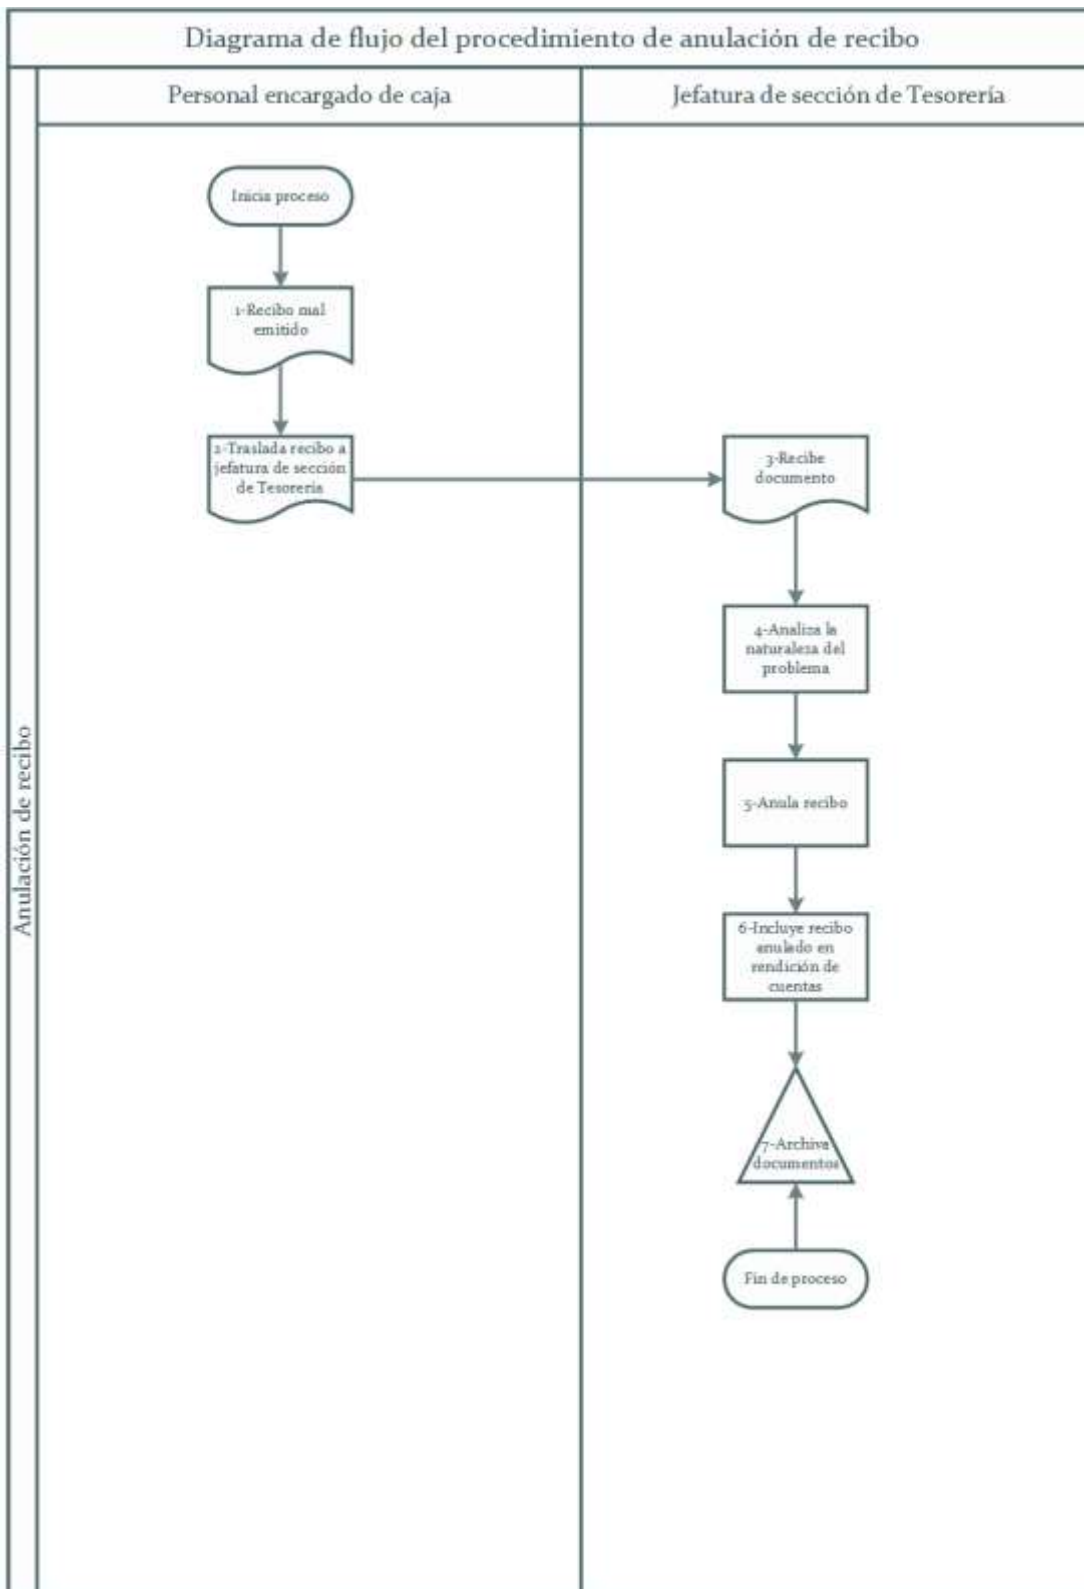 Diagrama de flujo del procedimiento de anulación de recibo
Personal encargado de caja
Jefatura de sección de Tesorería
Anulación de recibo
Inicia proceso
1-Recibo mal
emitido
2-Traslada recibo a
jefatura de sección
de Tesorería
3-Recibe
documento
4-Analiza la
naturaleza del
problema
5-Anula recibo
6-Incluye recibo
anulado en
rendición de
cuentas
7-Archiva
documentos
Fin de proceso